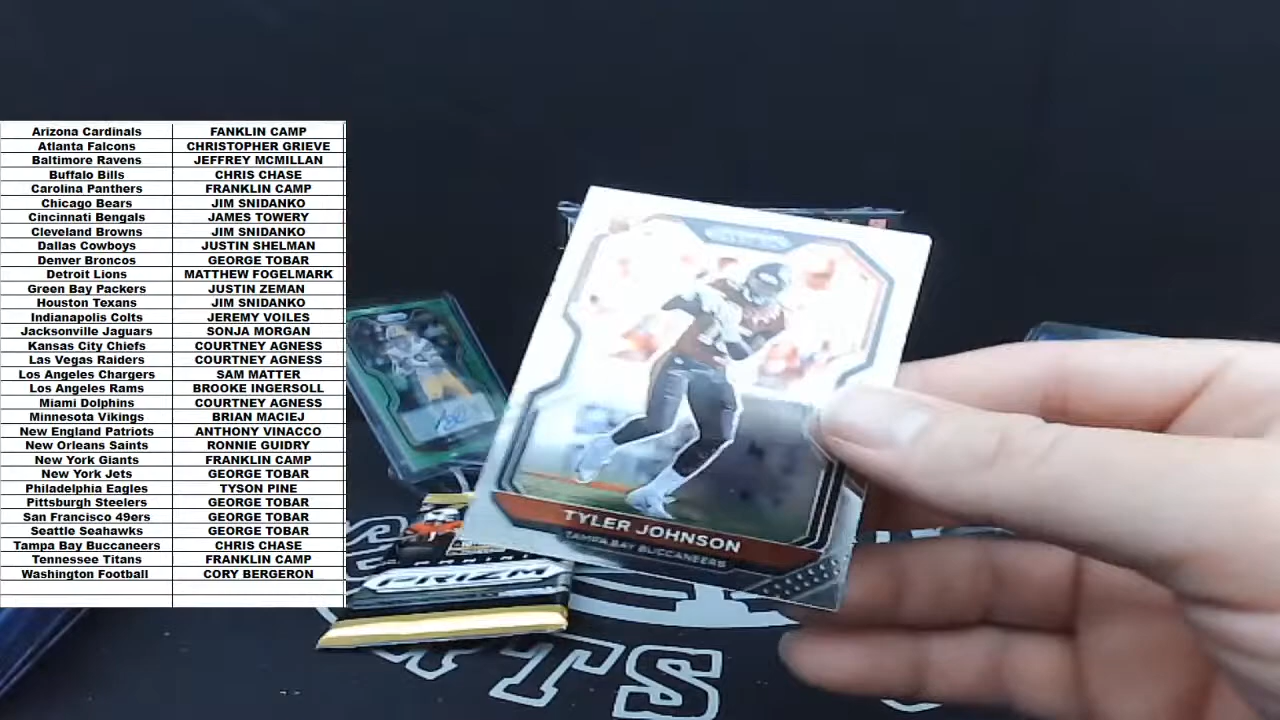 Arizona Cardinals FANKLIN CAMP
Atlanta Falcons CHRISTOPHER GRIEVE
Baltimore Ravens JEFFREY MCMILLAN
Buffalo Bills CHRIS CHASE
Carolina Panthers FRANKLIN CAMP
Chicago Bears JIM SNIDANKO
Cincinnati Bengals JAMES TOWERY
Cleveland Browns JIM SNIDANKO
Dallas Cowboys JUSTIN SHELMAN
Denver Broncos GEORGE TOBAR
Detroit Lions MATTHEW FOGELMARK
Green Bay Packers JUSTIN ZEMAN
Houston Texans JIM SNIDANKO
Indianapolis Colts JEREMY VOILES
Jacksonville Jaguars SONJA MORGAN
Kansas City Chiefs COURTNEY AGNESS
Las Vegas Raiders COURTNEY AGNESS
Los Angeles Chargers SAM MATTER
Los Angeles Rams BROOKE INGERSOLL
Miami Dolphins COURTNEY AGNESS
Minnesota Vikings BRIAN MACIEJ
New England Patriots ANTHONY VINACCO
New Orleans Saints RONNIE GUIDRY
New York Giants FRANKLIN CAMP
New York Jets GEORGE TOBAR
Philadelphia Eagles TYSON PINE
Pittsburgh Steelers GEORGE TOBAR
San Francisco 49ers GEORGE TOBAR
Seattle Seahawks GEORGE TOBAR
Tampa Bay Buccaneers CHRIS CHASE
Tennessee Titans FRANKLIN CAMP
Washington Football CORY BERGERON
TYLER JOHNSON
TAMPA BAY BUCCANEERS
PRIZM